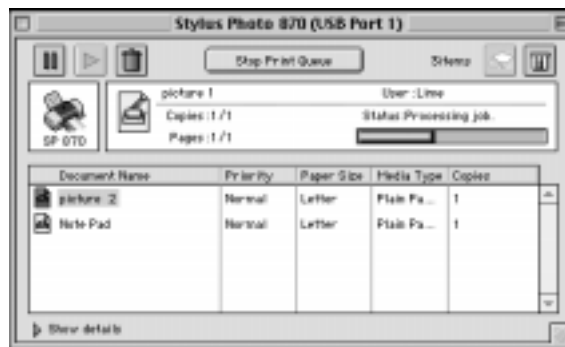 Stylus Photo 870 (USB Port 1)
Stop Print Queue
3items
SP 870
picture 1
User :Lime
Copies :1 /1
Status:Processing job.
Pages :1 /1
Document Name Priority Paper Size Media Type Copies
picture 2 Normal Letter Plain Pa... 1
Note Pad Normal Letter Plain Pa... 1
Show details